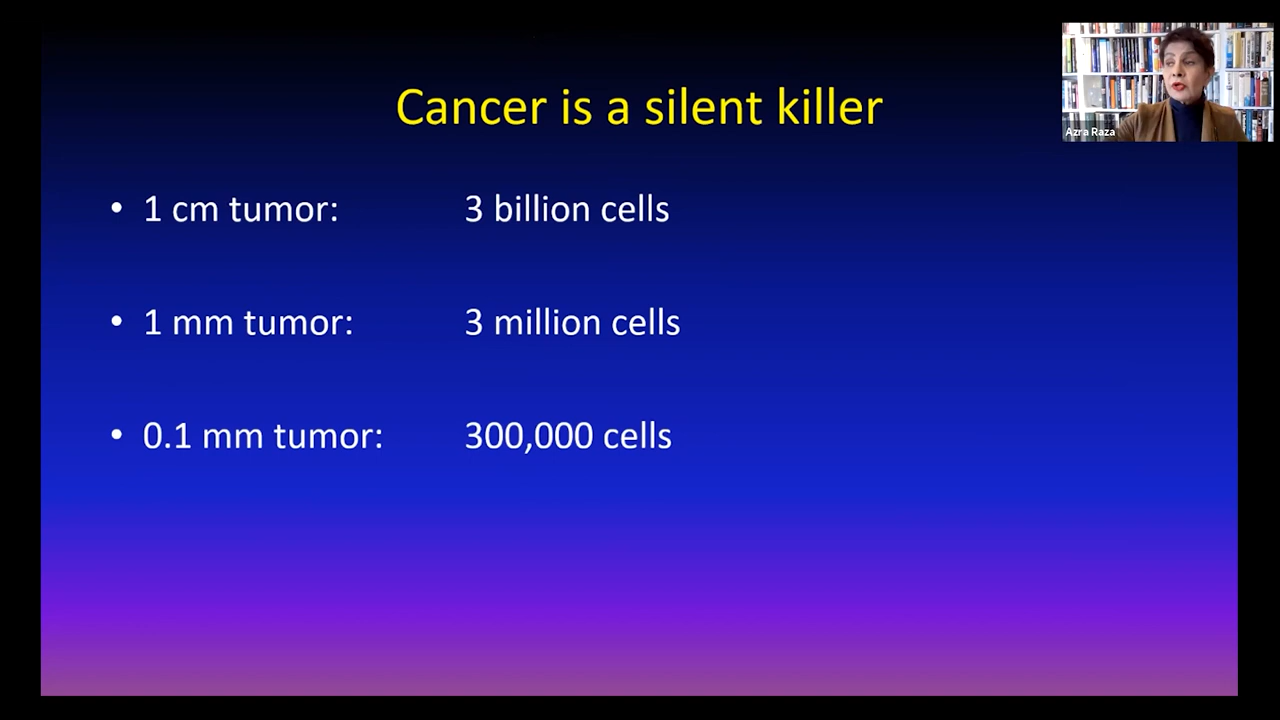 Cancer is a silent killer
Azra Raza
• 1 cm tumor: 3 billion cells
• 1 mm tumor: 3 million cells
• 0.1 mm tumor: 300,000 cells